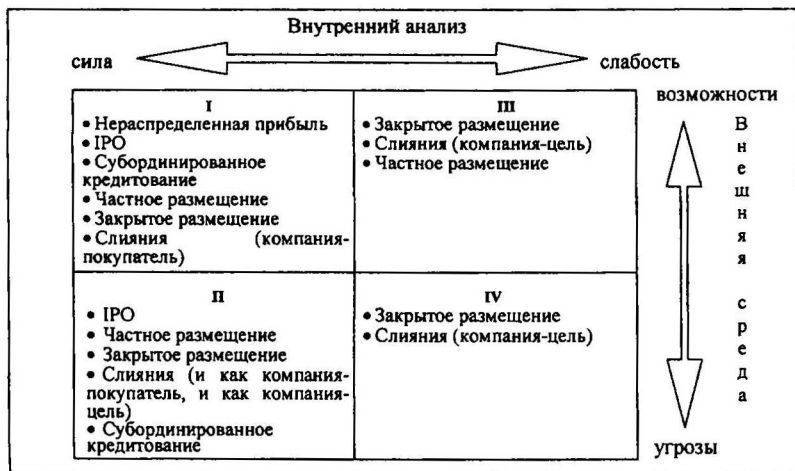 Внутренний анализ
сила
слабость
возможности
I
• Нераспределенная прибыль
• IPO
• Субординированное
кредитование
• Частное размещение
• Закрытое размещение
• Слияния (компания-
покупатель)
III
• Закрытое размещение
• Слияния (компания-цель)
• Частное размещение
II
• IPO
• Частное размещение
• Закрытое размещение
• Слияния (и как компания-
покупатель, и как компания-
цель)
• Субординированное
кредитование
IV
• Закрытое размещение
• Слияния (компания-цель)
Внешняя среда
угрозы